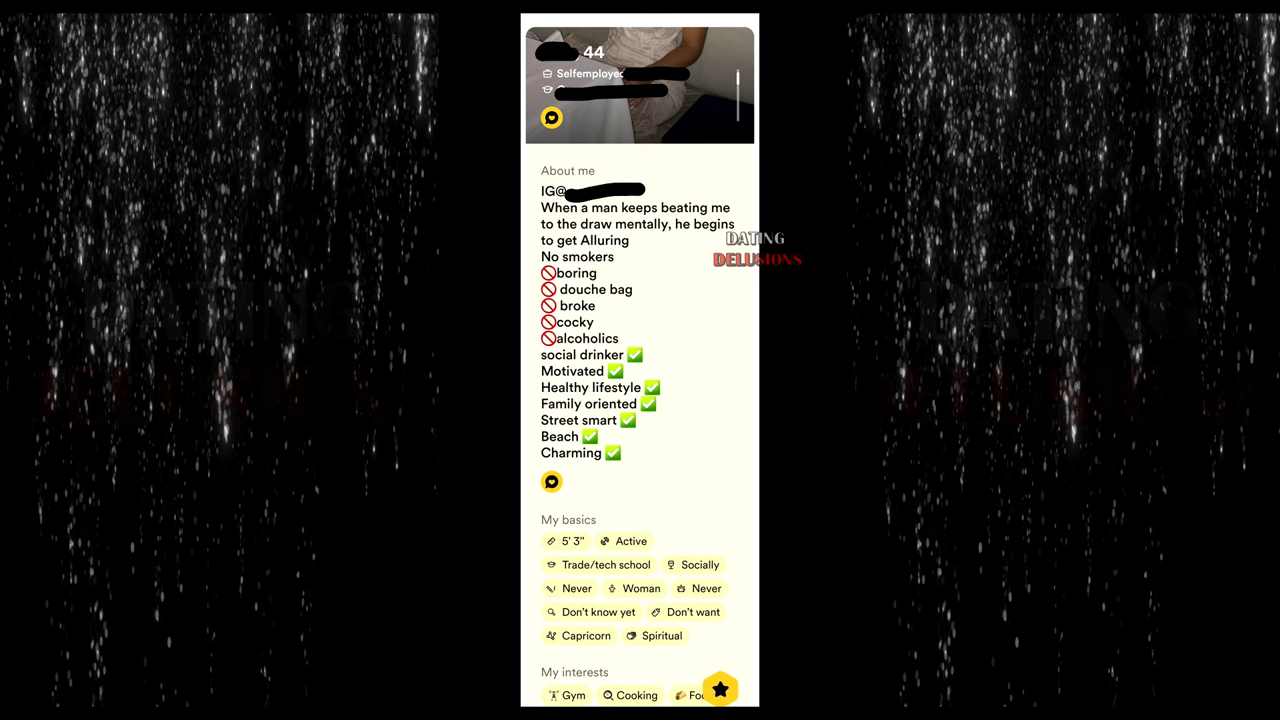 44
Selfemployed
About me
IG@
When a man keeps beating me
to the draw mentally, he begins
to get Alluring
No smokers
🚫boring
🚫 douche bag
🚫 broke
🚫cocky
🚫alcoholics
social drinker ✅
Motivated ✅
Healthy lifestyle ✅
Family oriented ✅
Street smart ✅
Beach ✅
Charming ✅
DATING
DELUSIONS
My basics
5' 3" Active
Trade/tech school Socially
Never Woman Never
Don't know yet Don't want
Capricorn Spiritual
My interests
Gym Cooking